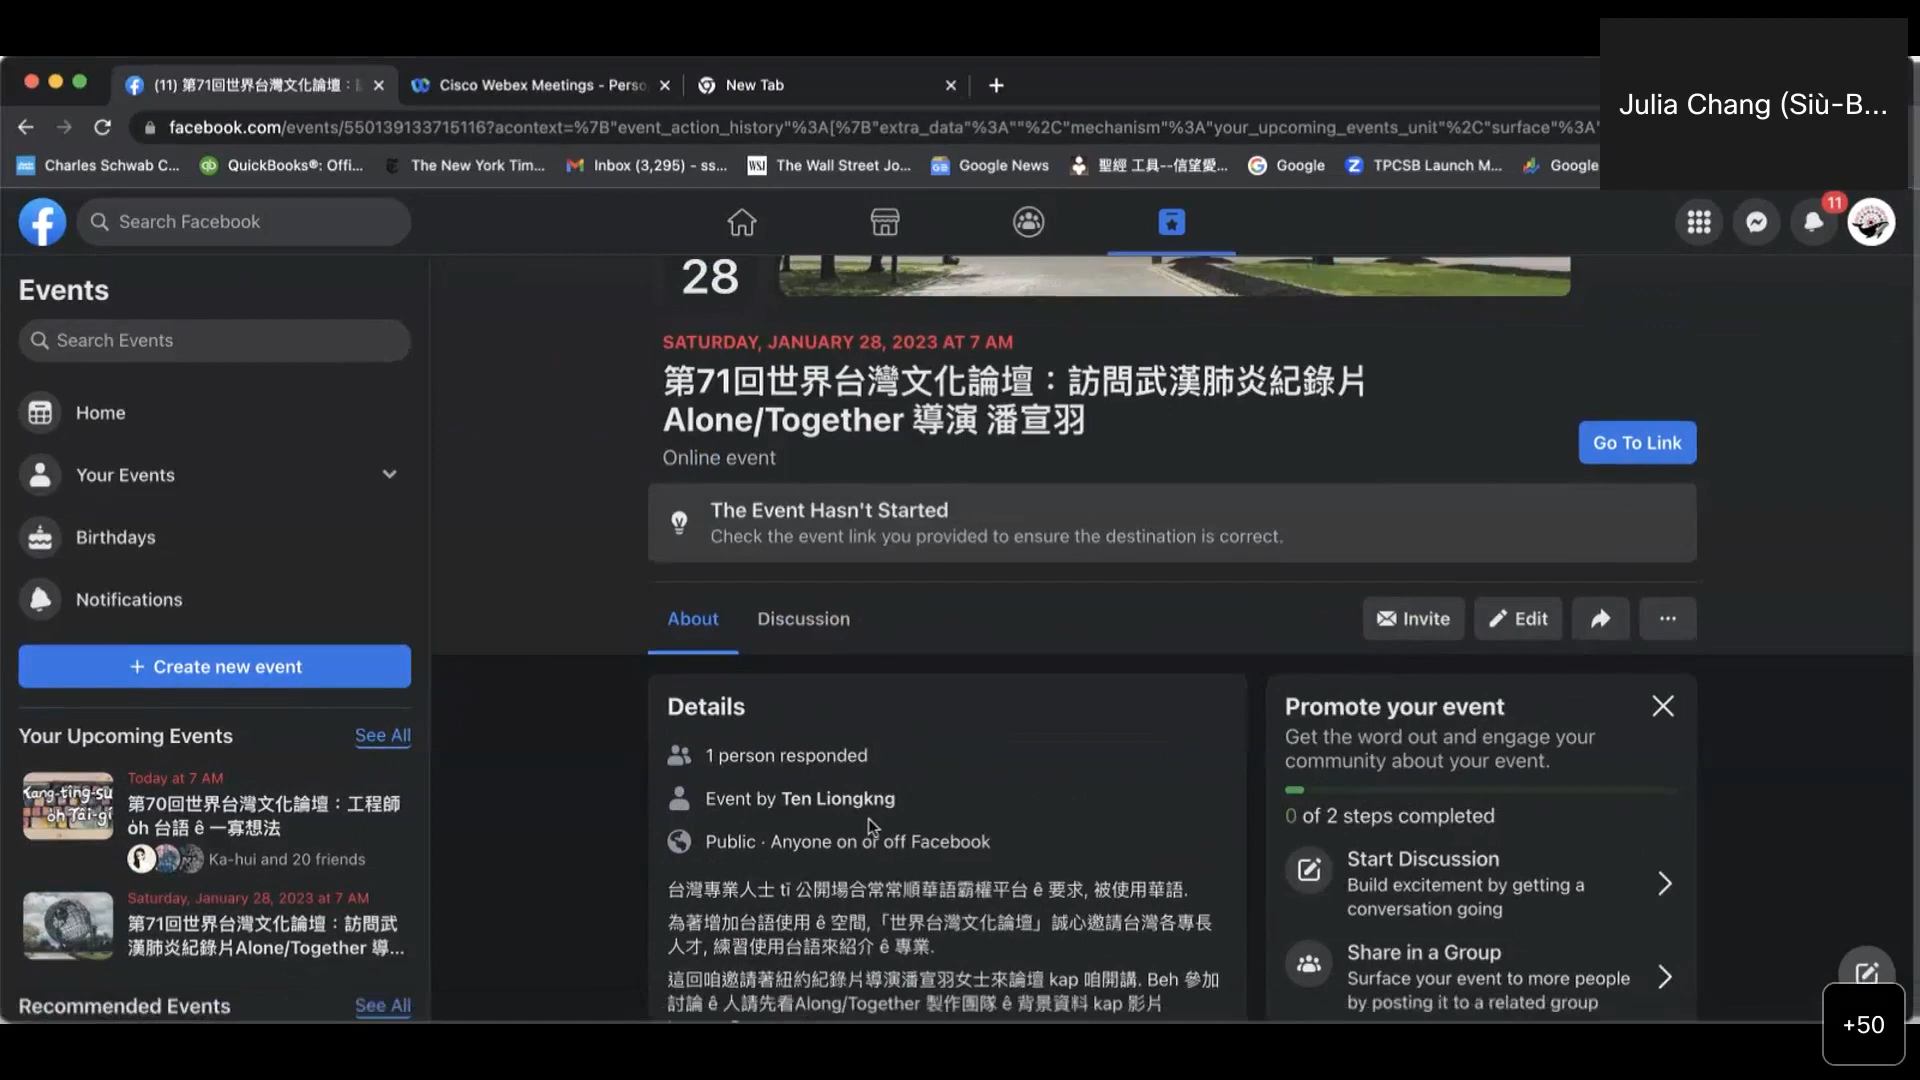 Julia Chang (Siù-B...
(11) 第71回世界台灣文化論壇：
Cisco Webex Meetings - Perso
New Tab
facebook.com/events/550139133715116?acontext=%7B"event_action_history"%3A[%7B"extra_data"%3A""%2C"mechanism"%3A"your_upcoming_events_unit"%2C"surface"%3A"
Charles Schwab C...
QuickBooks®: Offi...
The New York Tim...
Inbox (3,295) - ss...
WSJ
The Wall Street Jo...
Google News
聖經 工具--信望愛...
Google
TPCSB Launch M...
Google
Search Facebook
11
Events
Search Events
Home
Your Events
Birthdays
Notifications
+ Create new event
Your Upcoming Events
See All
Today at 7 AM
第70回世界台灣文化論壇：工程師
o̍h 台語 ê 一寡想法
Ka-hui and 20 friends
Saturday, January 28, 2023 at 7 AM
第71回世界台灣文化論壇：訪問武
漢肺炎紀錄片Alone/Together 導...
Recommended Events
See All
28
SATURDAY, JANUARY 28, 2023 AT 7 AM
第71回世界台灣文化論壇：訪問武漢肺炎紀錄片
Alone/Together 導演 潘宣羽
Online event
Go To Link
The Event Hasn't Started
Check the event link you provided to ensure the destination is correct.
About
Discussion
Invite
Edit
...
Details
1 person responded
Event by Ten Liongkng
Public · Anyone on or off Facebook
台灣專業人士 tī 公開場合常常順華語霸權平台 ê 要求, 被使用華語.
為著增加台語使用 ê 空間,「世界台灣文化論壇」誠心邀請台灣各專長
人才, 練習使用台語來紹介 ê 專業.
這回咱邀請著紐約紀錄片導演潘宣羽女士來論壇 kap 咱開講. Beh 參加
討論 ê 人請先看Along/Together 製作團隊 ê 背景資料 kap 影片
Promote your event
Get the word out and engage your
community about your event.
0 of 2 steps completed
Start Discussion
Build excitement by getting a
conversation going
Share in a Group
Surface your event to more people
by posting it to a related group
+50